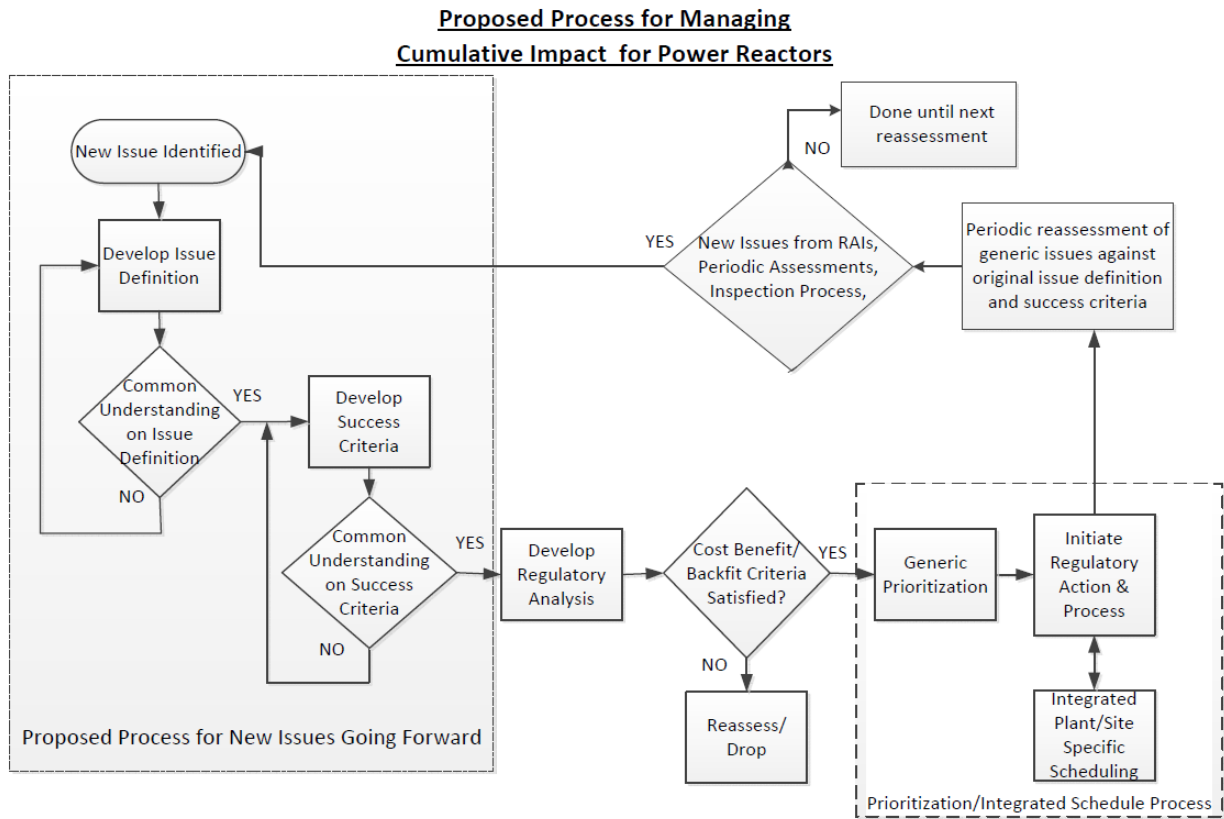 Proposed Process for Managing
Cumulative Impact for Power Reactors
New Issue Identified
Develop Issue
Definition
Common
Understanding
on Issue
Definition
YES
NO
Develop
Success
Criteria
Common
Understanding
on Success
Criteria
YES
NO
Proposed Process for New Issues Going Forward
Develop
Regulatory
Analysis
Cost Benefit/
Backfit Criteria
Satisfied?
YES
NO
Reassess/
Drop
Generic
Prioritization
Initiate
Regulatory
Action &
Process
Integrated
Plant/Site
Specific
Scheduling
Prioritization/Integrated Schedule Process
Periodic reassessment of
generic issues against
original issue definition
and success criteria
New Issues from RAIs,
Periodic Assessments,
Inspection Process,
YES
NO
Done until next
reassessment